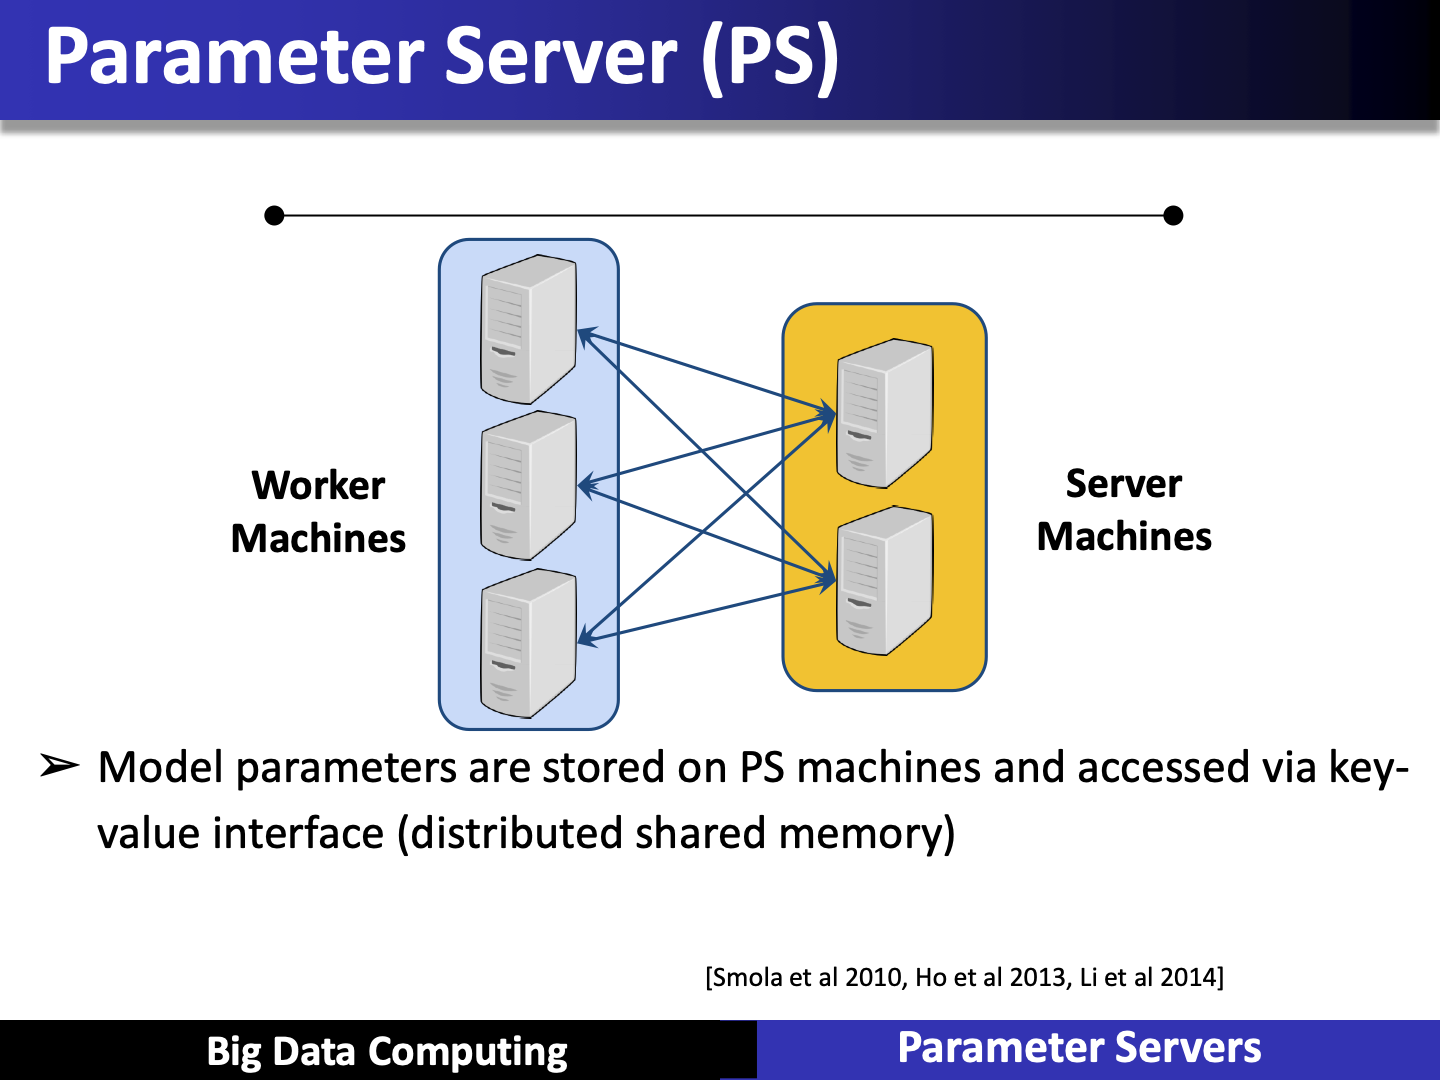 Parameter Server (PS)
Worker
Machines
Server
Machines
➢ Model parameters are stored on PS machines and accessed via key-
value interface (distributed shared memory)
[Smola et al 2010, Ho et al 2013, Li et al 2014]
Big Data Computing
Parameter Servers